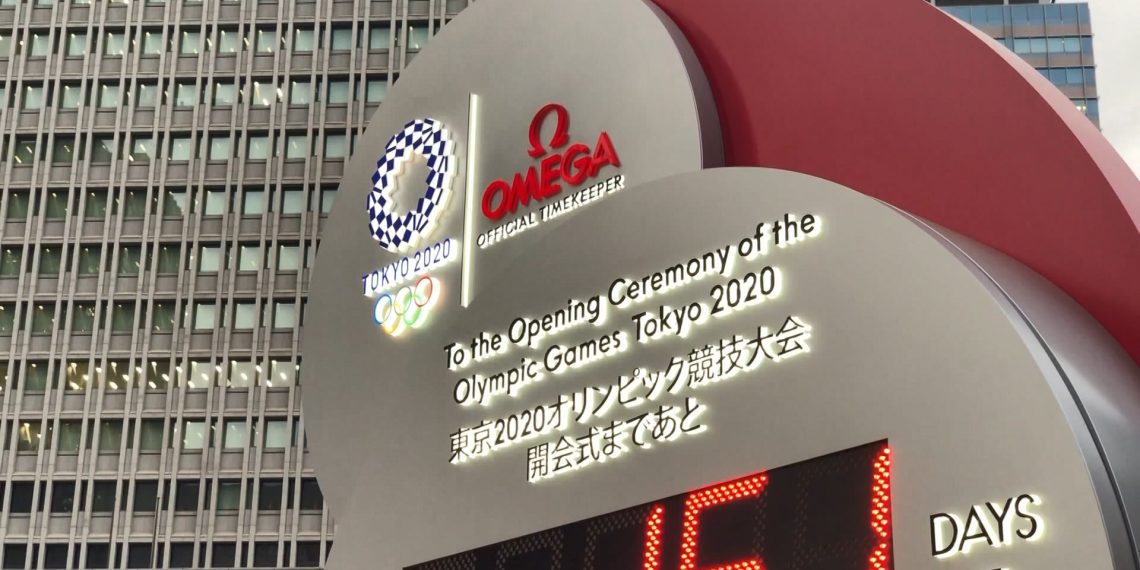 TOKYO 2020
Ω
OMEGA
OFFICIAL TIMEKEEPER
To the Opening Ceremony of the
Olympic Games Tokyo 2020
東京2020オリンピック競技大会
開会式まであと
DAYS